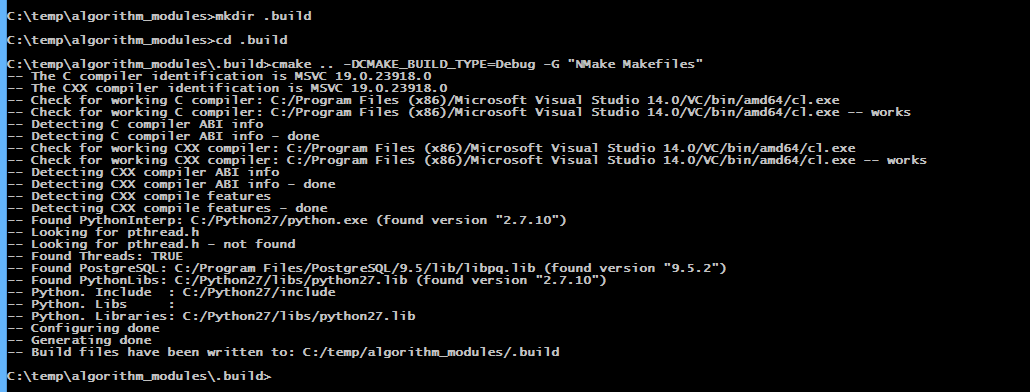 C:\temp\algorithm_modules>mkdir .build
C:\temp\algorithm_modules>cd .build
C:\temp\algorithm_modules\.build>cmake .. -DCMAKE_BUILD_TYPE=Debug -G "NMake Makefiles"
-- The C compiler identification is MSVC 19.0.23918.0
-- The CXX compiler identification is MSVC 19.0.23918.0
-- Check for working C compiler: C:/Program Files (x86)/Microsoft Visual Studio 14.0/VC/bin/amd64/cl.exe
-- Check for working C compiler: C:/Program Files (x86)/Microsoft Visual Studio 14.0/VC/bin/amd64/cl.exe -- works
-- Detecting C compiler ABI info
-- Detecting C compiler ABI info - done
-- Check for working CXX compiler: C:/Program Files (x86)/Microsoft Visual Studio 14.0/VC/bin/amd64/cl.exe
-- Check for working CXX compiler: C:/Program Files (x86)/Microsoft Visual Studio 14.0/VC/bin/amd64/cl.exe -- works
-- Detecting CXX compiler ABI info
-- Detecting CXX compiler ABI info - done
-- Detecting CXX compile features
-- Detecting CXX compile features - done
-- Found PythonInterp: C:/Python27/python.exe (found version "2.7.10")
-- Looking for pthread.h
-- Looking for pthread.h - not found
-- Found Threads: TRUE
-- Found PostgreSQL: C:/Program Files/PostgreSQL/9.5/lib/libpq.lib (found version "9.5.2")
-- Found PythonLibs: C:/Python27/libs/python27.lib (found version "2.7.10")
-- Python. Include  : C:/Python27/include
-- Python. Libs     :
-- Python. Libraries: C:/Python27/libs/python27.lib
-- Configuring done
-- Generating done
-- Build files have been written to: C:/temp/algorithm_modules/.build
C:\temp\algorithm_modules\.build>